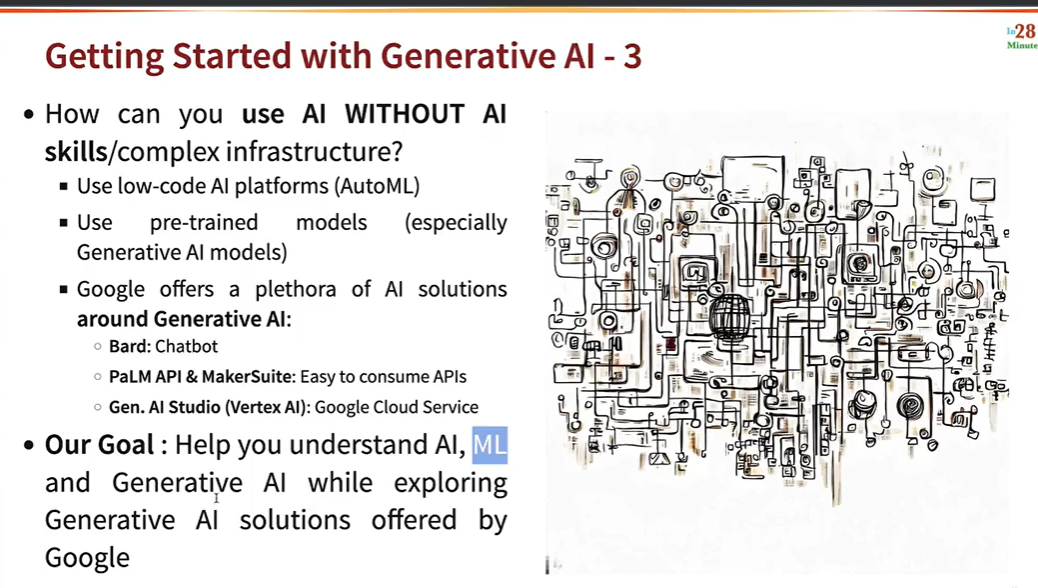 In 28
Minutes
Getting Started with Generative AI - 3
• How can you use AI WITHOUT AI
skills/complex infrastructure?
▪ Use low-code AI platforms (AutoML)
▪ Use pre-trained models (especially
Generative AI models)
▪ Google offers a plethora of AI solutions
around Generative AI:
○ Bard: Chatbot
○ PaLM API & MakerSuite: Easy to consume APIs
○ Gen. AI Studio (Vertex AI): Google Cloud Service
• Our Goal : Help you understand AI, ML
and Generative AI while exploring
Generative AI solutions offered by
Google